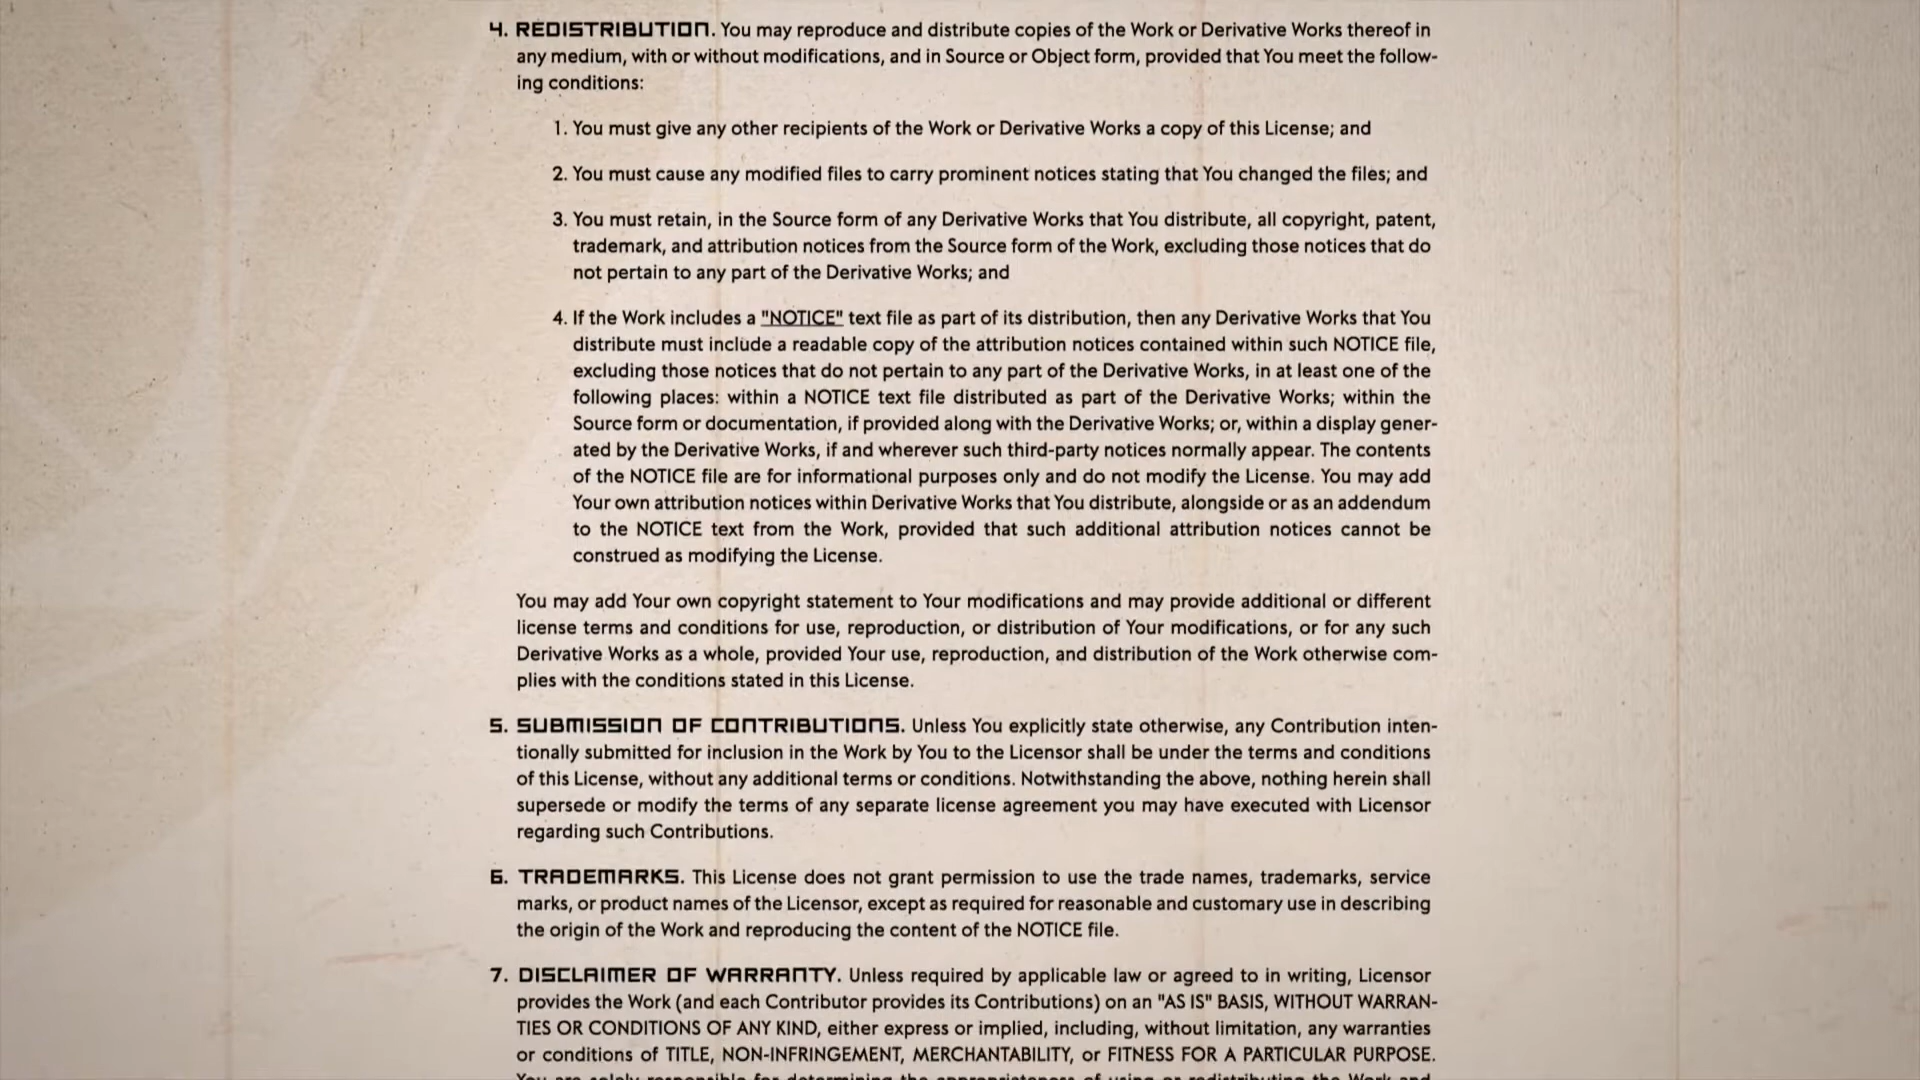 4. REDISTRIBUTION. You may reproduce and distribute copies of the Work or Derivative Works thereof in
any medium, with or without modifications, and in Source or Object form, provided that You meet the follow-
ing conditions:
1. You must give any other recipients of the Work or Derivative Works a copy of this License; and
2. You must cause any modified files to carry prominent notices stating that You changed the files; and
3. You must retain, in the Source form of any Derivative Works that You distribute, all copyright, patent,
trademark, and attribution notices from the Source form of the Work, excluding those notices that do
not pertain to any part of the Derivative Works; and
4. If the Work includes a "NOTICE" text file as part of its distribution, then any Derivative Works that You
distribute must include a readable copy of the attribution notices contained within such NOTICE file,
excluding those notices that do not pertain to any part of the Derivative Works, in at least one of the
following places: within a NOTICE text file distributed as part of the Derivative Works; within the
Source form or documentation, if provided along with the Derivative Works; or, within a display gener-
ated by the Derivative Works, if and wherever such third-party notices normally appear. The contents
of the NOTICE file are for informational purposes only and do not modify the License. You may add
Your own attribution notices within Derivative Works that You distribute, alongside or as an addendum
to the NOTICE text from the Work, provided that such additional attribution notices cannot be
construed as modifying the License.
You may add Your own copyright statement to Your modifications and may provide additional or different
license terms and conditions for use, reproduction, or distribution of Your modifications, or for any such
Derivative Works as a whole, provided Your use, reproduction, and distribution of the Work otherwise com-
plies with the conditions stated in this License.
5. SUBMISSION OF CONTRIBUTIONS. Unless You explicitly state otherwise, any Contribution inten-
tionally submitted for inclusion in the Work by You to the Licensor shall be under the terms and conditions
of this License, without any additional terms or conditions. Notwithstanding the above, nothing herein shall
supersede or modify the terms of any separate license agreement you may have executed with Licensor
regarding such Contributions.
6. TRADEMARKS. This License does not grant permission to use the trade names, trademarks, service
marks, or product names of the Licensor, except as required for reasonable and customary use in describing
the origin of the Work and reproducing the content of the NOTICE file.
7. DISCLAIMER OF WARRANTY. Unless required by applicable law or agreed to in writing, Licensor
provides the Work (and each Contributor provides its Contributions) on an "AS IS" BASIS, WITHOUT WARRAN-
TIES OR CONDITIONS OF ANY KIND, either express or implied, including, without limitation, any warranties
or conditions of TITLE, NON-INFRINGEMENT, MERCHANTABILITY, or FITNESS FOR A PARTICULAR PURPOSE.